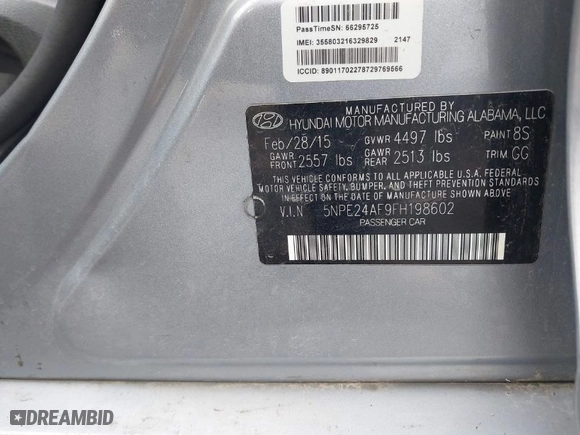 PassTimeSN: 56295725
IMEI: 355803216329829 2147
ICCID: 89011702278729769566
MANUFACTURED BY
HYUNDAI MOTOR MANUFACTURING ALABAMA, LLC
Feb/28/15 GVWR 4497 lbs PAINT 8S
GAWR FRONT 2557 lbs GAWR REAR 2513 lbs TRIM GG
THIS VEHICLE CONFORMS TO ALL APPLICABLE U.S.A. FEDERAL
MOTOR VEHICLE SAFETY, BUMPER, AND THEFT PREVENTION STANDARDS
IN EFFECT ON THE DATE OF MANUFACTURE SHOWN ABOVE.
V.I.N 5NPE24AF9FH198602
PASSENGER CAR
DREAMBID